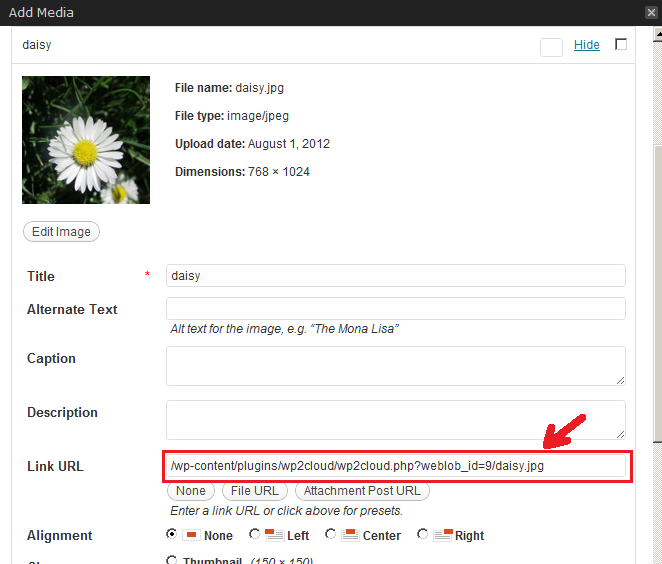 Add Media
daisy Hide
File name: daisy.jpg
File type: image/jpeg
Upload date: August 1, 2012
Dimensions: 768 × 1024
Edit Image
Title * daisy
Alternate Text
Alt text for the image, e.g. “The Mona Lisa”
Caption
Description
Link URL /wp-content/plugins/wp2cloud/wp2cloud.php?weblob_id=9/daisy.jpg
None File URL Attachment Post URL
Enter a link URL or click above for presets.
Alignment None Left Center Right
Thumbnail (150 × 150)